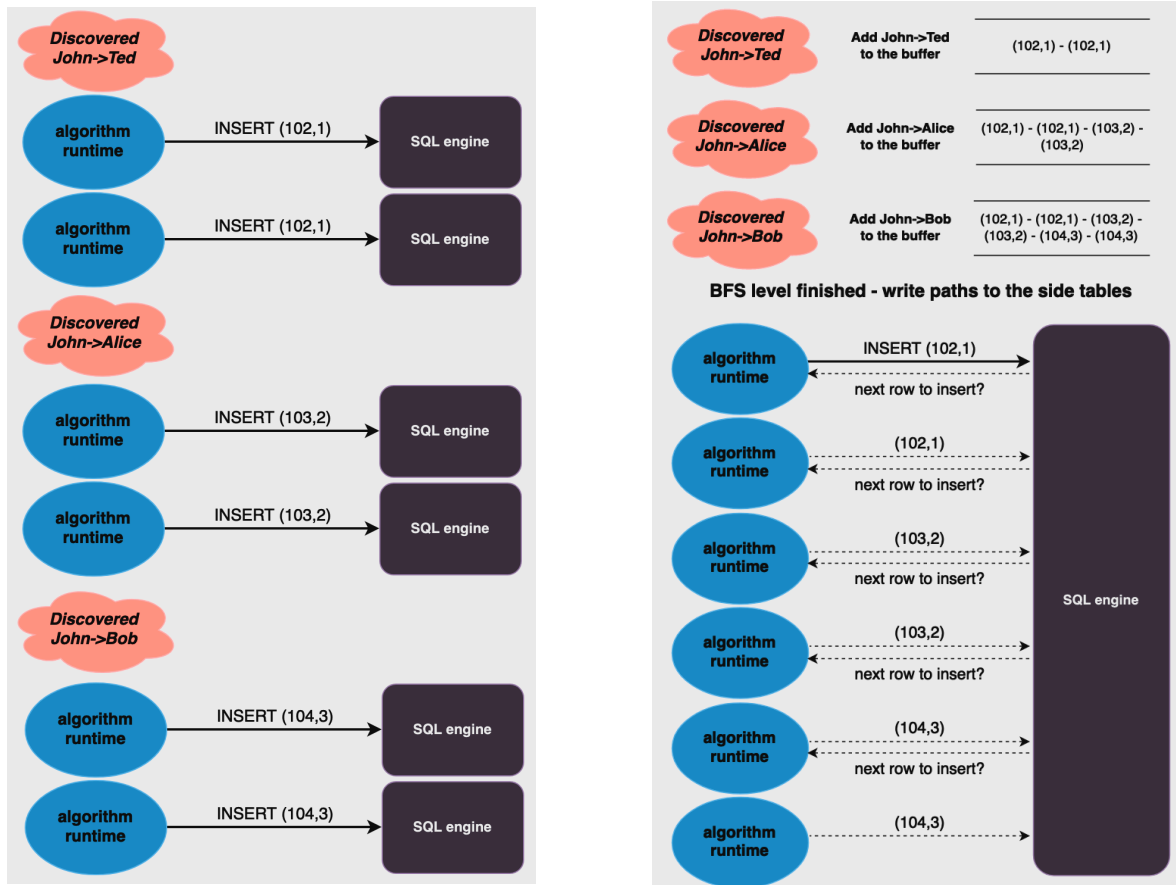 Discovered
John->Ted
algorithm
runtime
INSERT (102,1)
SQL engine
algorithm
runtime
INSERT (102,1)
SQL engine
Discovered
John->Alice
algorithm
runtime
INSERT (103,2)
SQL engine
algorithm
runtime
INSERT (103,2)
SQL engine
Discovered
John->Bob
algorithm
runtime
INSERT (104,3)
SQL engine
algorithm
runtime
INSERT (104,3)
SQL engine
Discovered
John->Ted
Add John->Ted
to the buffer
(102,1) - (102,1)
Discovered
John->Alice
Add John->Alice
to the buffer
(102,1) - (102,1) - (103,2) -
(103,2)
Discovered
John->Bob
Add John->Bob
to the buffer
(102,1) - (102,1) - (103,2) -
(103,2) - (104,3) - (104,3)
BFS level finished - write paths to the side tables
algorithm
runtime
INSERT (102,1)
next row to insert?
algorithm
runtime
(102,1)
next row to insert?
algorithm
runtime
(103,2)
next row to insert?
SQL engine
algorithm
runtime
(103,2)
next row to insert?
algorithm
runtime
(104,3)
next row to insert?
algorithm
runtime
(104,3)